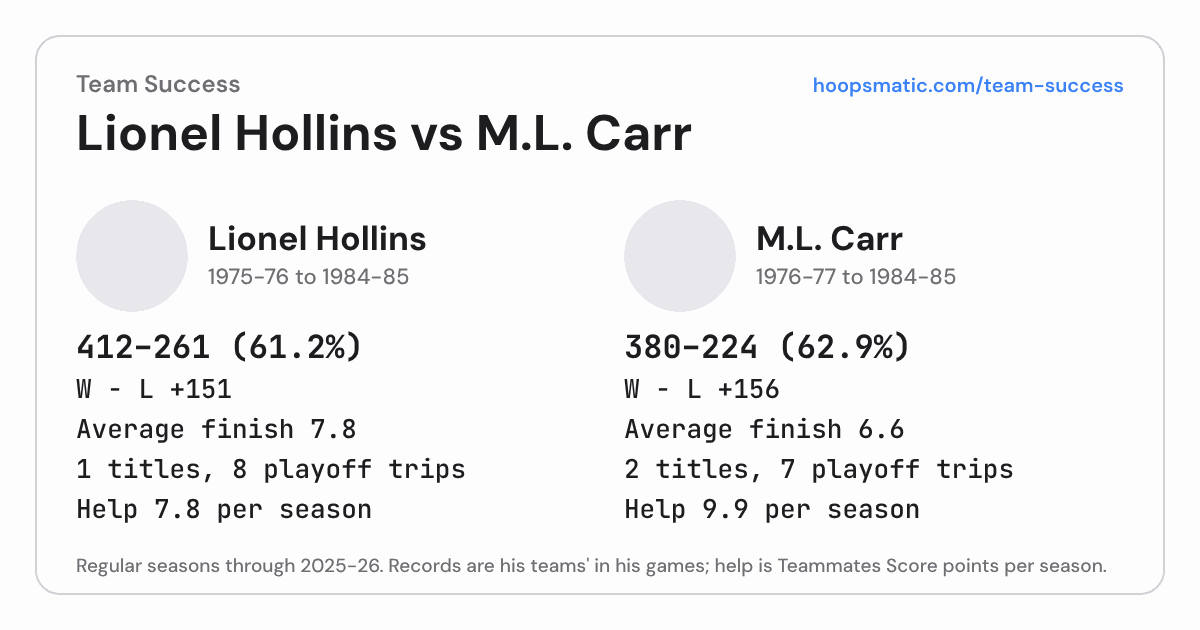 Team Success
hoopsmatic.com/team-success
Lionel Hollins vs M.L. Carr
Lionel Hollins
1975-76 to 1984-85
412-261 (61.2%)
W - L +151
Average finish 7.8
1 titles, 8 playoff trips
Help 7.8 per season
M.L. Carr
1976-77 to 1984-85
380-224 (62.9%)
W - L +156
Average finish 6.6
2 titles, 7 playoff trips
Help 9.9 per season
Regular seasons through 2025-26. Records are his teams' in his games; help is Teammates Score points per season.